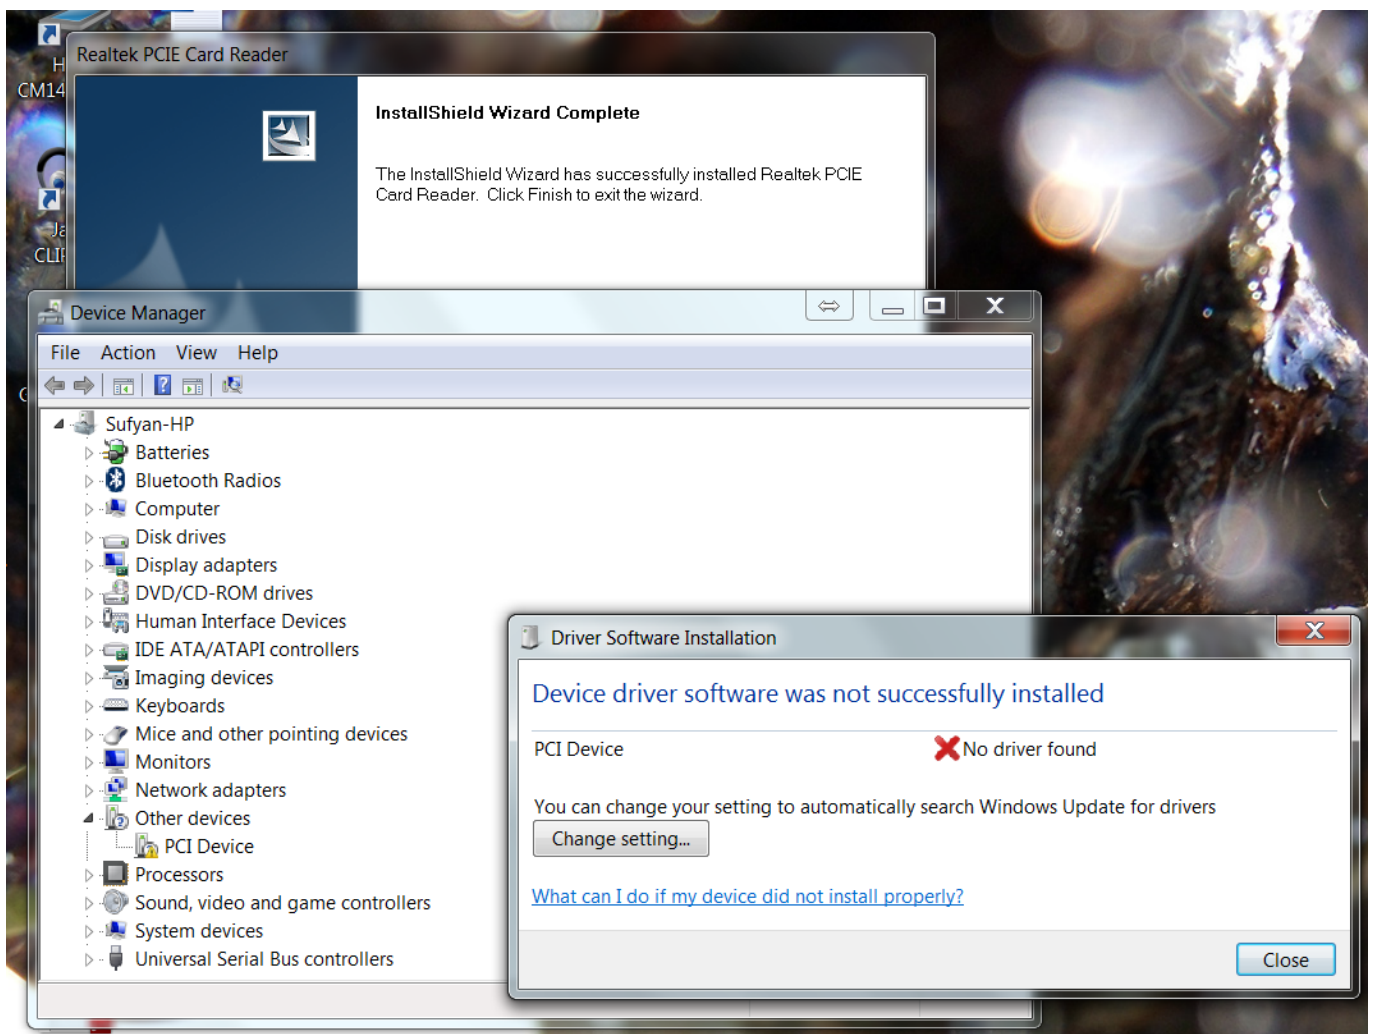 H
CM14
Ja
CLIP
Realtek PCIE Card Reader
InstallShield Wizard Complete
The InstallShield Wizard has successfully installed Realtek PCIE
Card Reader. Click Finish to exit the wizard.
Device Manager
File Action View Help
Sufyan-HP
Batteries
Bluetooth Radios
Computer
Disk drives
Display adapters
DVD/CD-ROM drives
Human Interface Devices
IDE ATA/ATAPI controllers
Imaging devices
Keyboards
Mice and other pointing devices
Monitors
Network adapters
Other devices
PCI Device
Processors
Sound, video and game controllers
System devices
Universal Serial Bus controllers
Driver Software Installation
Device driver software was not successfully installed
PCI Device No driver found
You can change your setting to automatically search Windows Update for drivers
Change setting...
What can I do if my device did not install properly?
Close